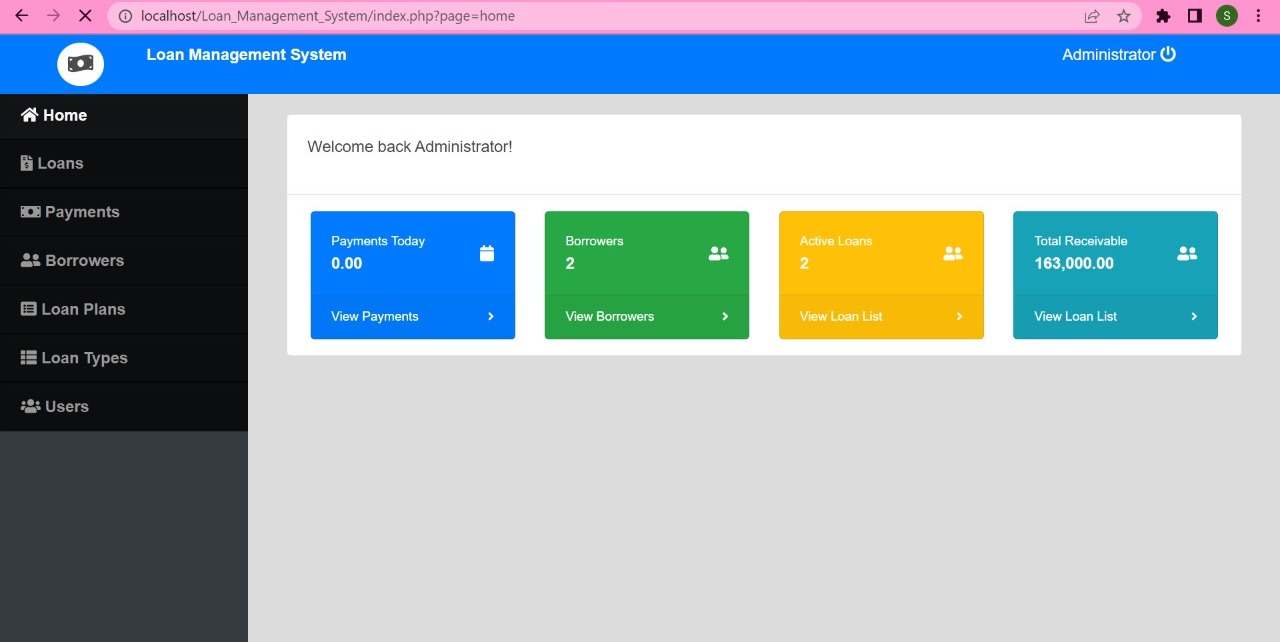 localhost/Loan_Management_System/index.php?page=home
S
Loan Management System
Administrator
Home
Loans
Payments
Borrowers
Loan Plans
Loan Types
Users
Welcome back Administrator!
Payments Today
0.00
View Payments
Borrowers
2
View Borrowers
Active Loans
2
View Loan List
Total Receivable
163,000.00
View Loan List